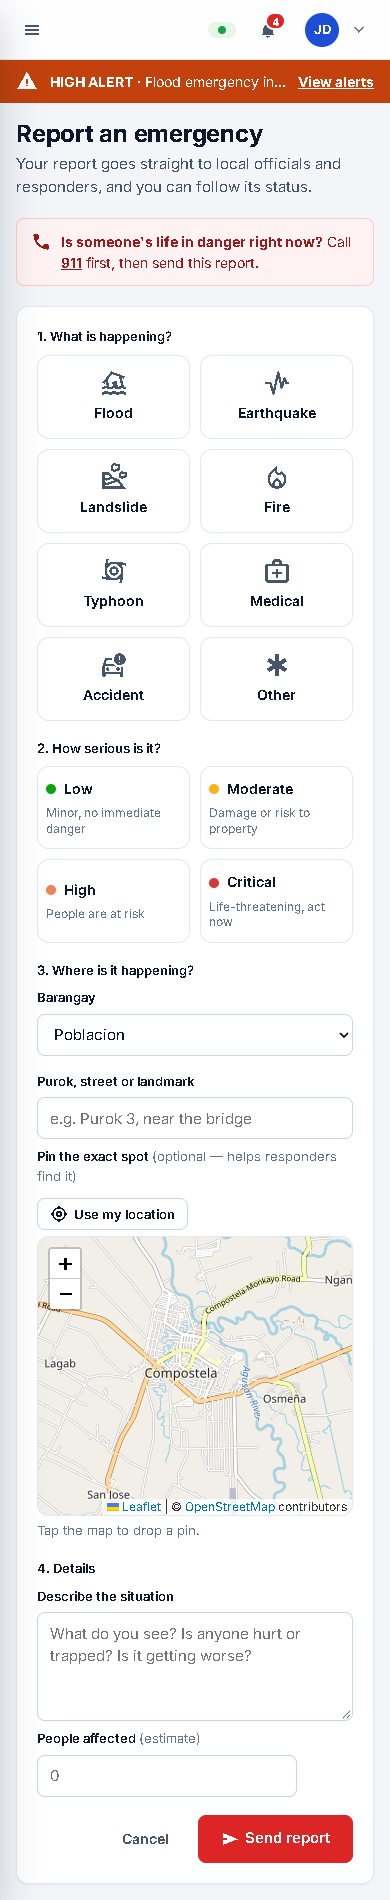 4
JD
HIGH ALERT · Flood emergency in... View alerts
Report an emergency
Your report goes straight to local officials and
responders, and you can follow its status.
Is someone's life in danger right now? Call
911 first, then send this report.
1. What is happening?
Flood
Earthquake
Landslide
Fire
Typhoon
Medical
Accident
Other
2. How serious is it?
Low
Minor, no immediate
danger
Moderate
Damage or risk to
property
High
People are at risk
Critical
Life-threatening, act
now
3. Where is it happening?
Barangay
Poblacion
Purok, street or landmark
e.g. Purok 3, near the bridge
Pin the exact spot (optional — helps responders
find it)
Use my location
+
−
Compostela-Monkayo Road
Ngan
Road
Lagab
Compostela
Agusan River
Osmeña
San Jose
Leaflet | © OpenStreetMap contributors
Tap the map to drop a pin.
4. Details
Describe the situation
What do you see? Is anyone hurt or
trapped? Is it getting worse?
People affected (estimate)
0
Cancel
Send report